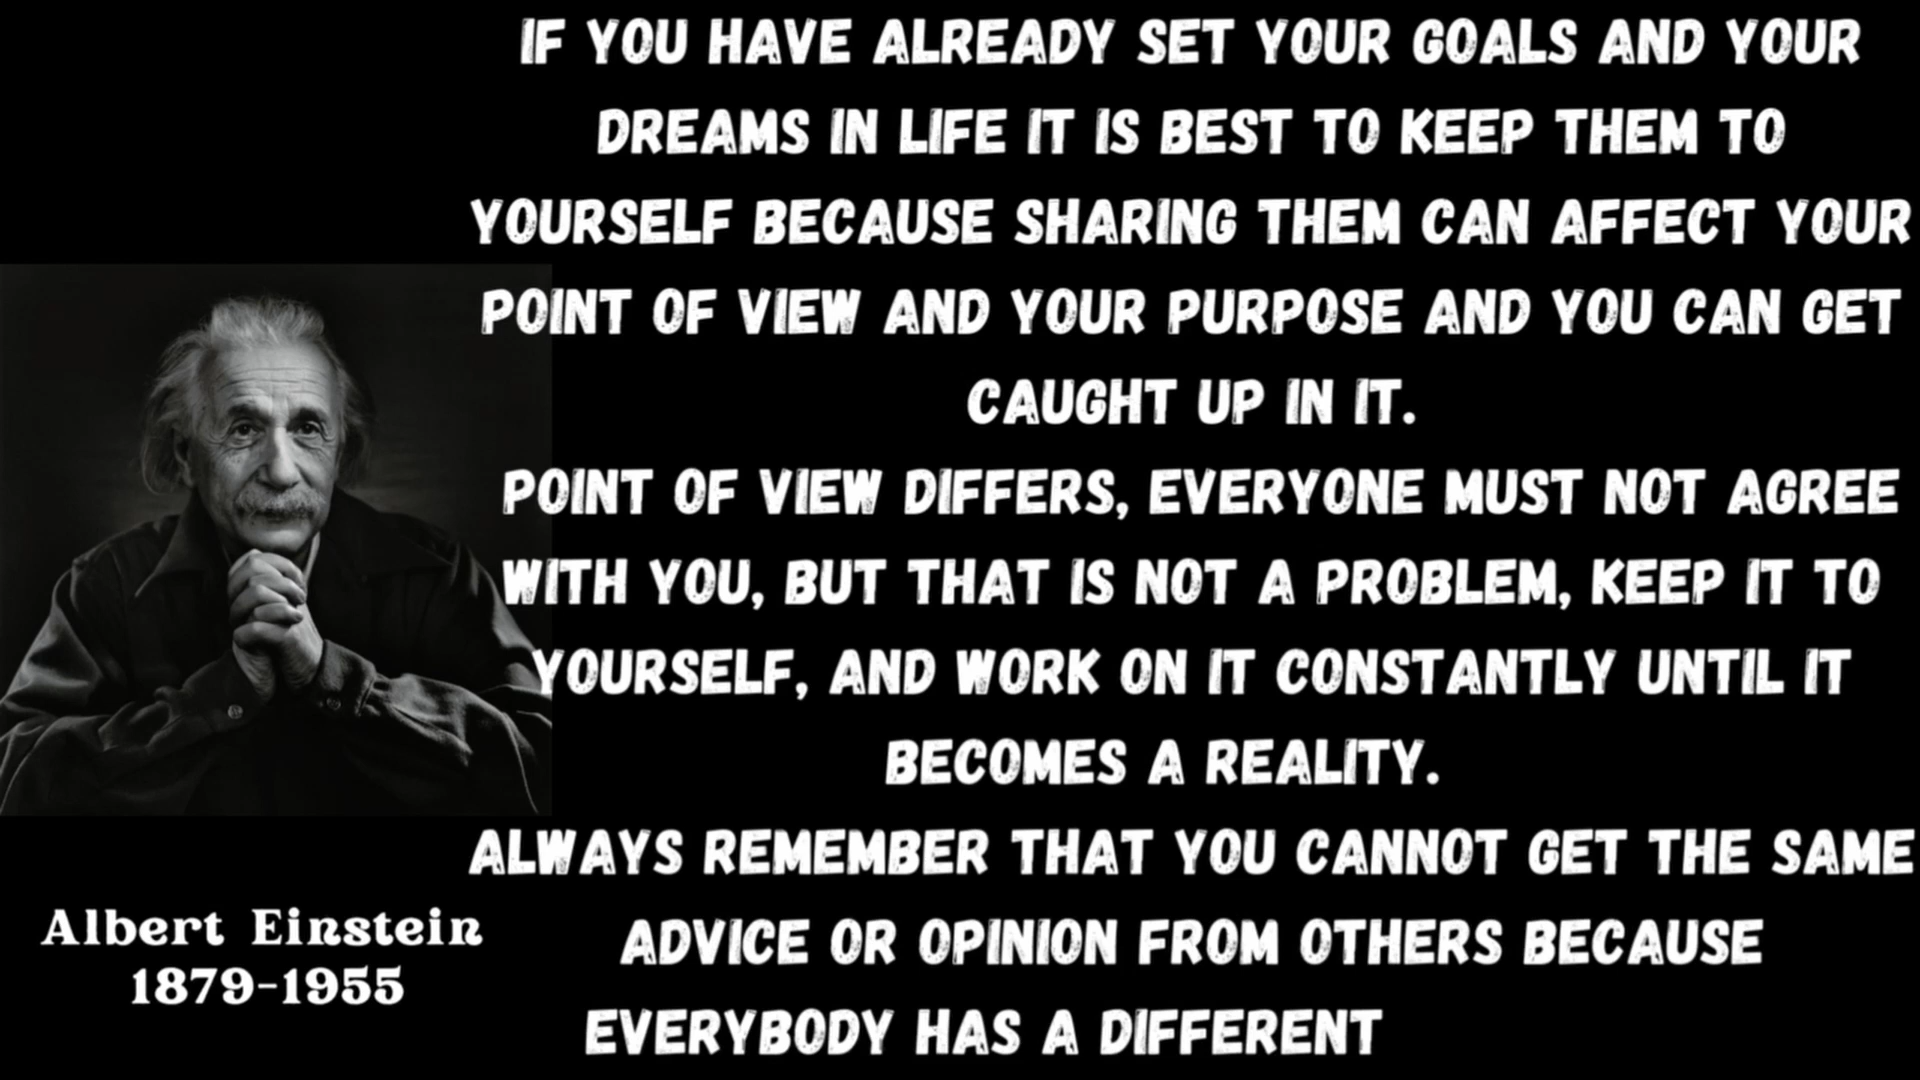 IF YOU HAVE ALREADY SET YOUR GOALS AND YOUR
DREAMS IN LIFE IT IS BEST TO KEEP THEM TO
YOURSELF BECAUSE SHARING THEM CAN AFFECT YOUR
POINT OF VIEW AND YOUR PURPOSE AND YOU CAN GET
CAUGHT UP IN IT.
POINT OF VIEW DIFFERS, EVERYONE MUST NOT AGREE
WITH YOU, BUT THAT IS NOT A PROBLEM, KEEP IT TO
YOURSELF, AND WORK ON IT CONSTANTLY UNTIL IT
BECOMES A REALITY.
ALWAYS REMEMBER THAT YOU CANNOT GET THE SAME
ADVICE OR OPINION FROM OTHERS BECAUSE
EVERYBODY HAS A DIFFERENT
Albert Einstein
1879-1955